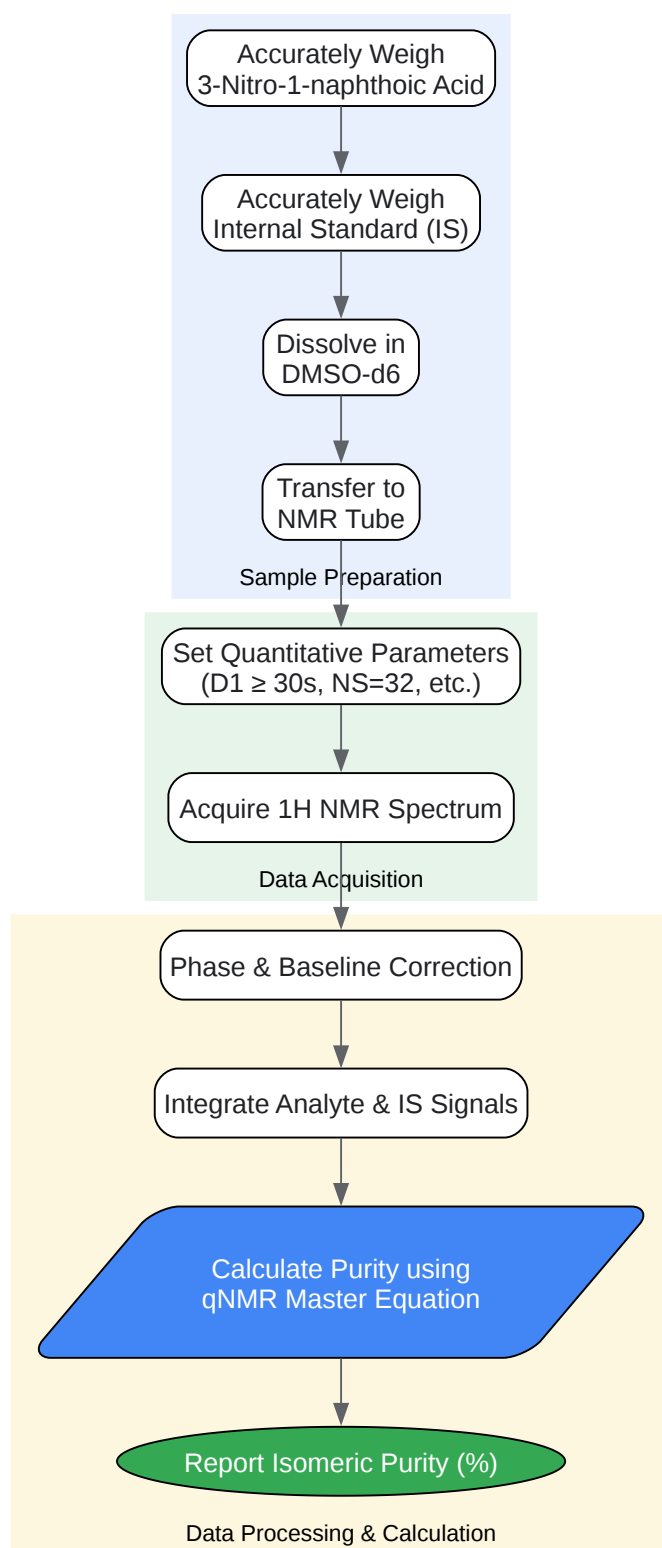 Accurately Weigh
3-Nitro-1-naphthoic Acid
Accurately Weigh
Internal Standard (IS)
Dissolve in
DMSO-d6
Transfer to
NMR Tube
Sample Preparation
Set Quantitative Parameters
(D1 ≥ 30s, NS=32, etc.)
Acquire 1H NMR Spectrum
Data Acquisition
Phase & Baseline Correction
Integrate Analyte & IS Signals
Calculate Purity using
qNMR Master Equation
Report Isomeric Purity (%)
Data Processing & Calculation